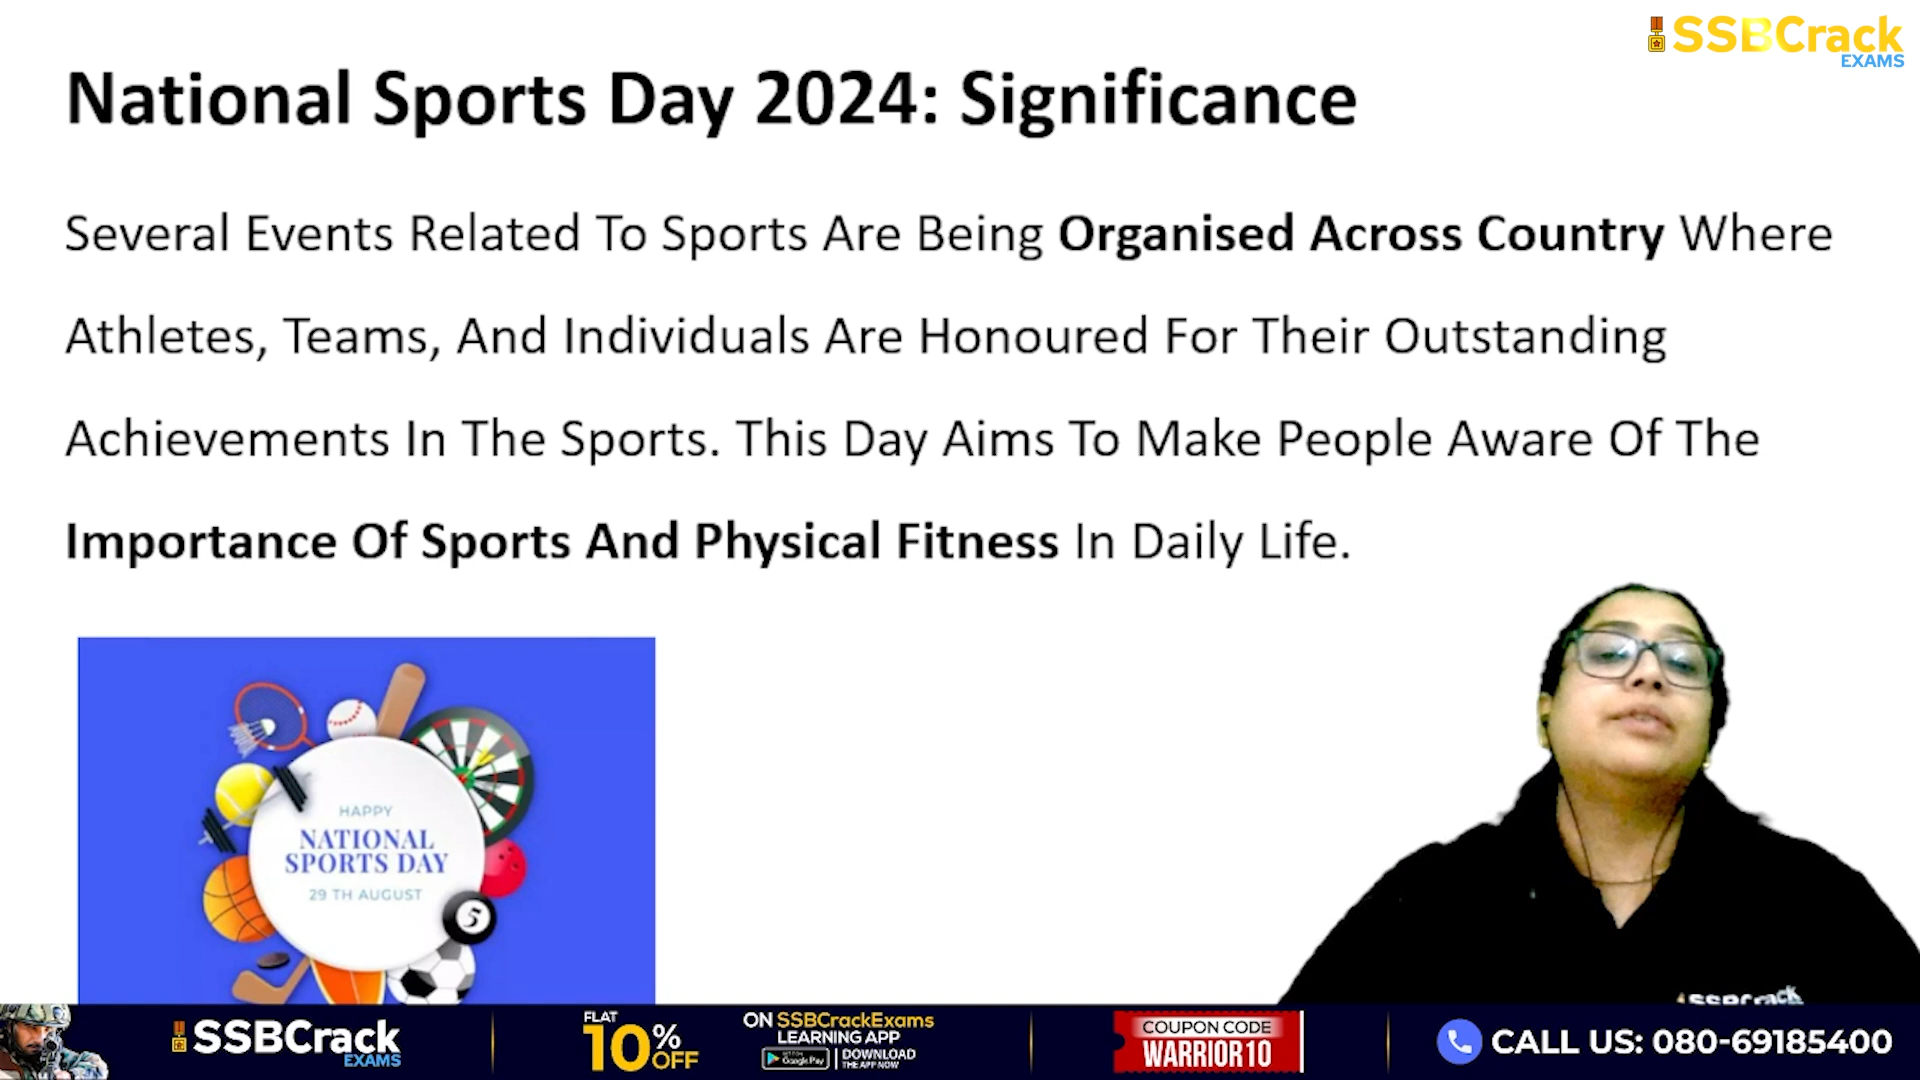 SSBCrack
EXAMS
National Sports Day 2024: Significance
Several Events Related To Sports Are Being Organised Across Country Where
Athletes, Teams, And Individuals Are Honoured For Their Outstanding
Achievements In The Sports. This Day Aims To Make People Aware Of The
Importance Of Sports And Physical Fitness In Daily Life.
HAPPY
NATIONAL
SPORTS DAY
29 TH AUGUST
5
SSBCrack
SSBCrack
EXAMS
FLAT
10% OFF
ON SSBCrackExams
LEARNING APP
Google Play
DOWNLOAD
THE APP NOW
COUPON CODE
WARRIOR10
CALL US: 080-69185400